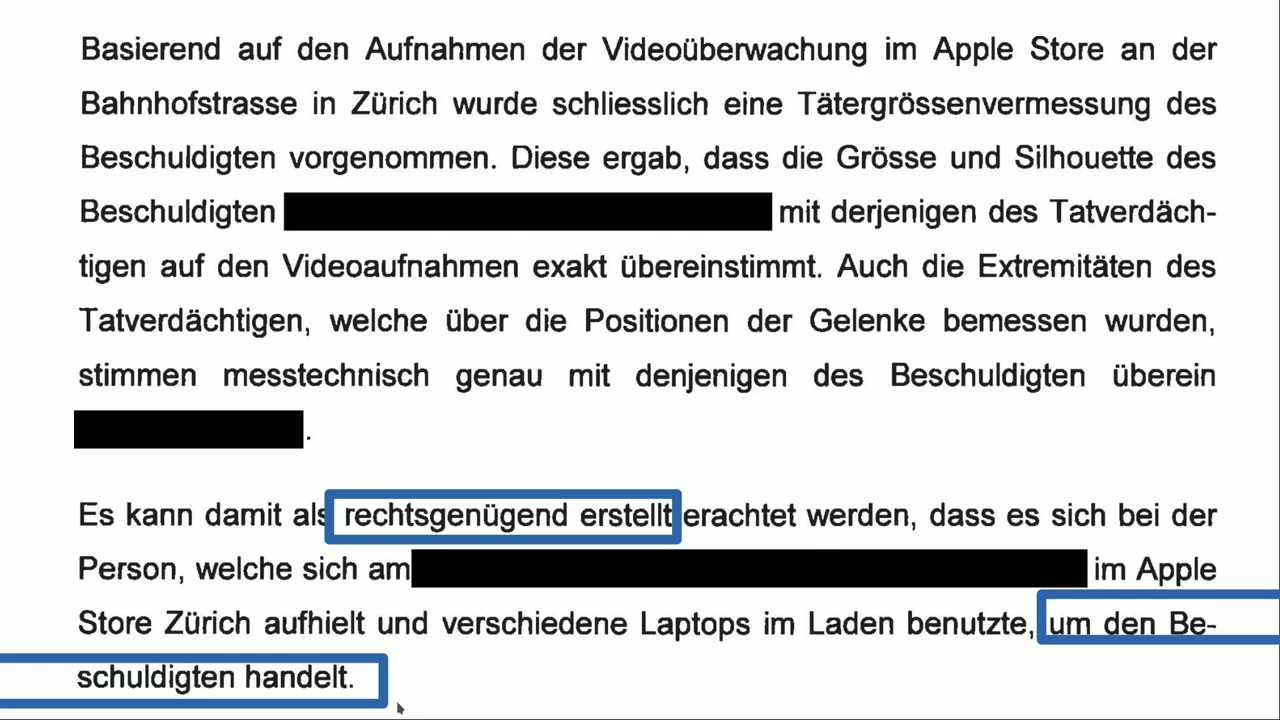 Basierend auf den Aufnahmen der Videoüberwachung im Apple Store an der
Bahnhofstrasse in Zürich wurde schliesslich eine Tätergrössenvermessung des
Beschuldigten vorgenommen. Diese ergab, dass die Grösse und Silhouette des
Beschuldigten mit derjenigen des Tatverdäch-
tigen auf den Videoaufnahmen exakt übereinstimmt. Auch die Extremitäten des
Tatverdächtigen, welche über die Positionen der Gelenke bemessen wurden,
stimmen messtechnisch genau mit denjenigen des Beschuldigten überein
.
Es kann damit als rechtsgenügend erstellt erachtet werden, dass es sich bei der
Person, welche sich am im Apple
Store Zürich aufhielt und verschiedene Laptops im Laden benutzte, um den Be-
schuldigten handelt.